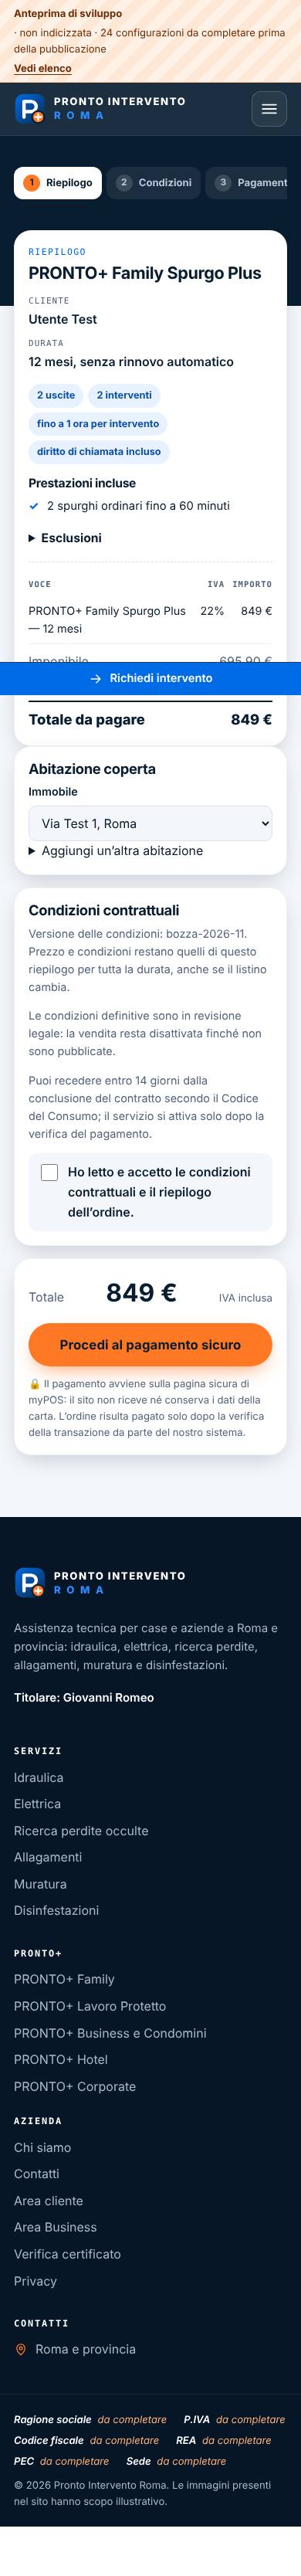 Anteprima di sviluppo
· non indicizzata · 24 configurazioni da completare prima
della pubblicazione
Vedi elenco
PRONTO INTERVENTO
ROMA
1 Riepilogo
2 Condizioni
3 Pagament
RIEPILOGO
PRONTO+ Family Spurgo Plus
CLIENTE
Utente Test
DURATA
12 mesi, senza rinnovo automatico
2 uscite
2 interventi
fino a 1 ora per intervento
diritto di chiamata incluso
Prestazioni incluse
✓ 2 spurghi ordinari fino a 60 minuti
▶ Esclusioni
VOCE IVA IMPORTO
PRONTO+ Family Spurgo Plus 22% 849 €
— 12 mesi
Imponibile 695,90 €
→ Richiedi intervento
Totale da pagare 849 €
Abitazione coperta
Immobile
Via Test 1, Roma
▶ Aggiungi un’altra abitazione
Condizioni contrattuali
Versione delle condizioni: bozza-2026-11.
Prezzo e condizioni restano quelli di questo
riepilogo per tutta la durata, anche se il listino
cambia.
Le condizioni definitive sono in revisione
legale: la vendita resta disattivata finché non
sono pubblicate.
Puoi recedere entro 14 giorni dalla
conclusione del contratto secondo il Codice
del Consumo; il servizio si attiva solo dopo la
verifica del pagamento.
Ho letto e accetto le condizioni
contrattuali e il riepilogo
dell’ordine.
Totale 849 € IVA inclusa
Procedi al pagamento sicuro
🔒 Il pagamento avviene sulla pagina sicura di
myPOS: il sito non riceve né conserva i dati della
carta. L’ordine risulta pagato solo dopo la verifica
della transazione da parte del nostro sistema.
PRONTO INTERVENTO
ROMA
Assistenza tecnica per case e aziende a Roma e
provincia: idraulica, elettrica, ricerca perdite,
allagamenti, muratura e disinfestazioni.
Titolare: Giovanni Romeo
SERVIZI
Idraulica
Elettrica
Ricerca perdite occulte
Allagamenti
Muratura
Disinfestazioni
PRONTO+
PRONTO+ Family
PRONTO+ Lavoro Protetto
PRONTO+ Business e Condomini
PRONTO+ Hotel
PRONTO+ Corporate
AZIENDA
Chi siamo
Contatti
Area cliente
Area Business
Verifica certificato
Privacy
CONTATTI
Roma e provincia
Ragione sociale da completare P.IVA da completare
Codice fiscale da completare REA da completare
PEC da completare Sede da completare
© 2026 Pronto Intervento Roma. Le immagini presenti
nel sito hanno scopo illustrativo.